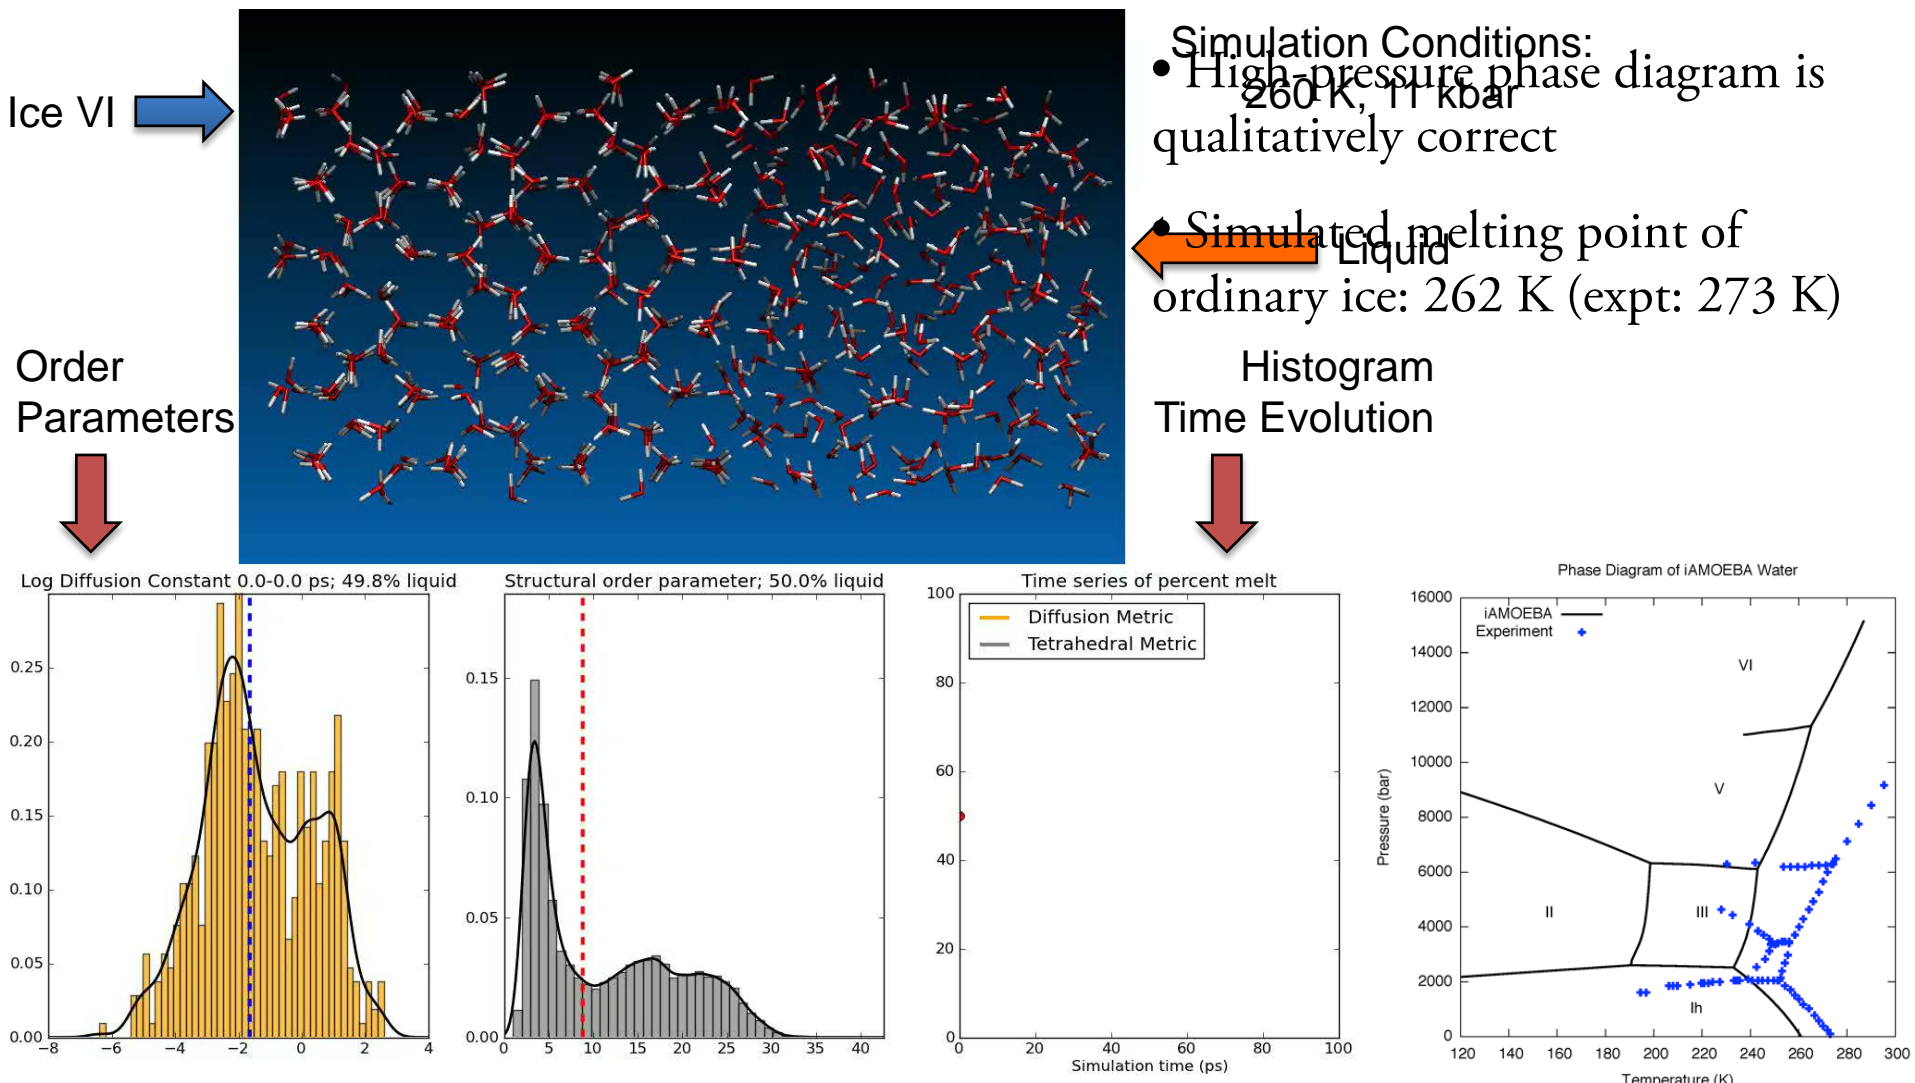 Simulation Conditions:
260 K, 11 kbar
• High-pressure phase diagram is
qualitatively correct
Ice VI
• Simulated melting point of
ordinary ice: 262 K (expt: 273 K)
Liquid
Order
Parameters
Histogram
Time Evolution
Log Diffusion Constant 0.0-0.0 ps; 49.8% liquid
0.25
0.20
0.15
0.10
0.05
0.00
−8 −6 −4 −2 0 2 4
Structural order parameter; 50.0% liquid
0.15
0.10
0.05
0.00
0 5 10 15 20 25 30 35 40
Time series of percent melt
Diffusion Metric
Tetrahedral Metric
100
80
60
40
20
0
0 20 40 60 80 100
Simulation time (ps)
Phase Diagram of iAMOEBA Water
iAMOEBA
Experiment
16000
14000
12000
10000
8000
6000
4000
2000
0
Pressure (bar)
VI
V
II
III
Ih
120 140 160 180 200 220 240 260 280 300
Temperature (K)